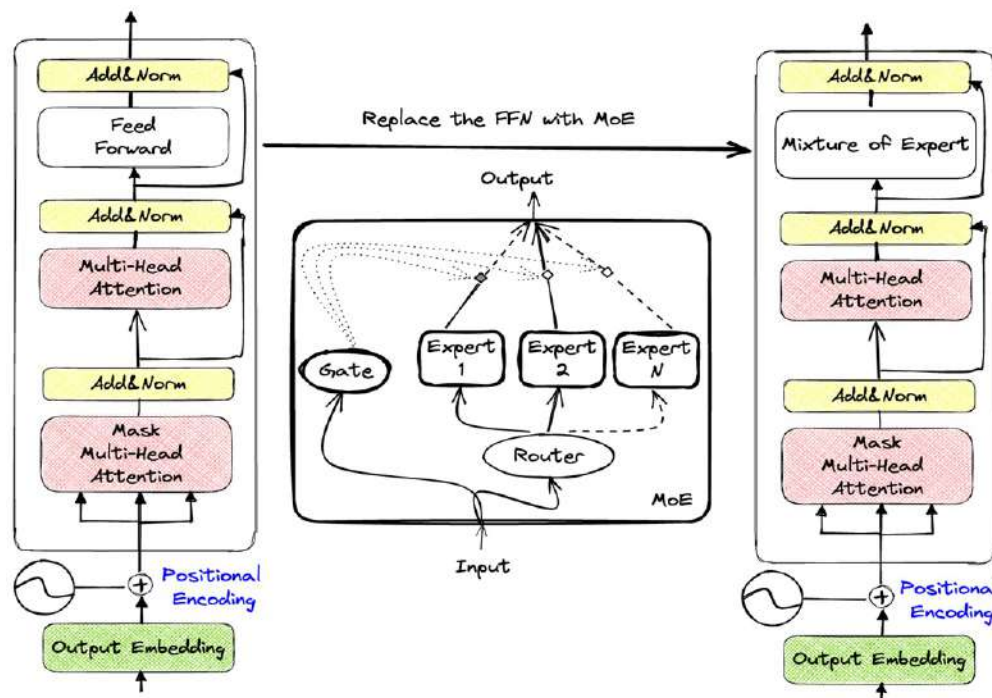 Add&Norm
Feed
Forward
Add&Norm
Multi-Head
Attention
Add&Norm
Mask
Multi-Head
Attention
Positional
Encoding
Output Embedding
Replace the FFN with MoE
Output
Gate
Expert
1
Expert
2
Expert
N
Router
MoE
Input
Add&Norm
Mixture of Expert
Add&Norm
Multi-Head
Attention
Add&Norm
Mask
Multi-Head
Attention
Positional
Encoding
Output Embedding